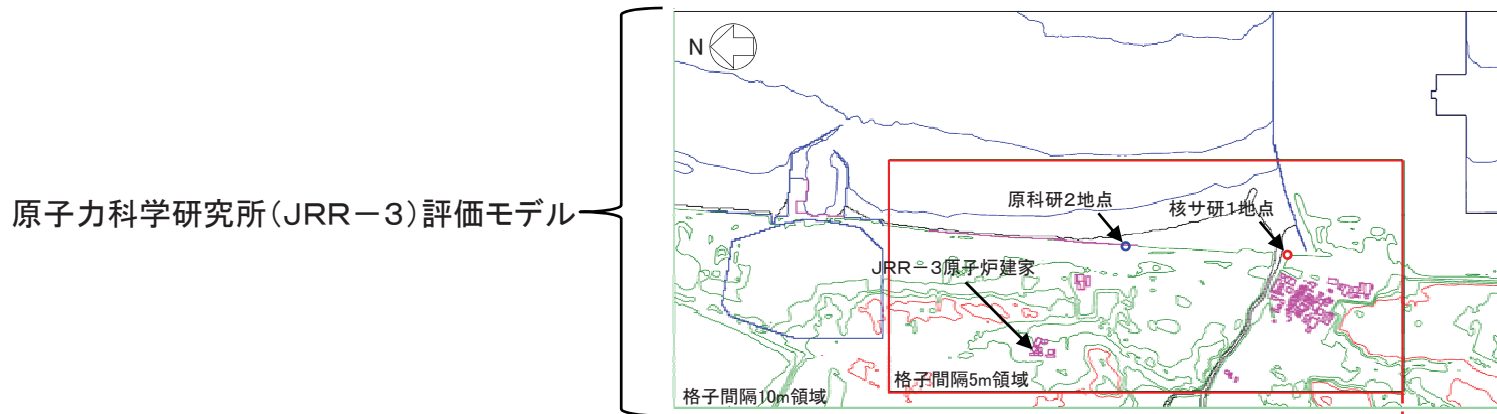 N
原子力科学研究所(JRR-3)評価モデル
原科研2地点
核サ研1地点
JRR-3原子炉建家
格子間隔5m領域
格子間隔10m領域